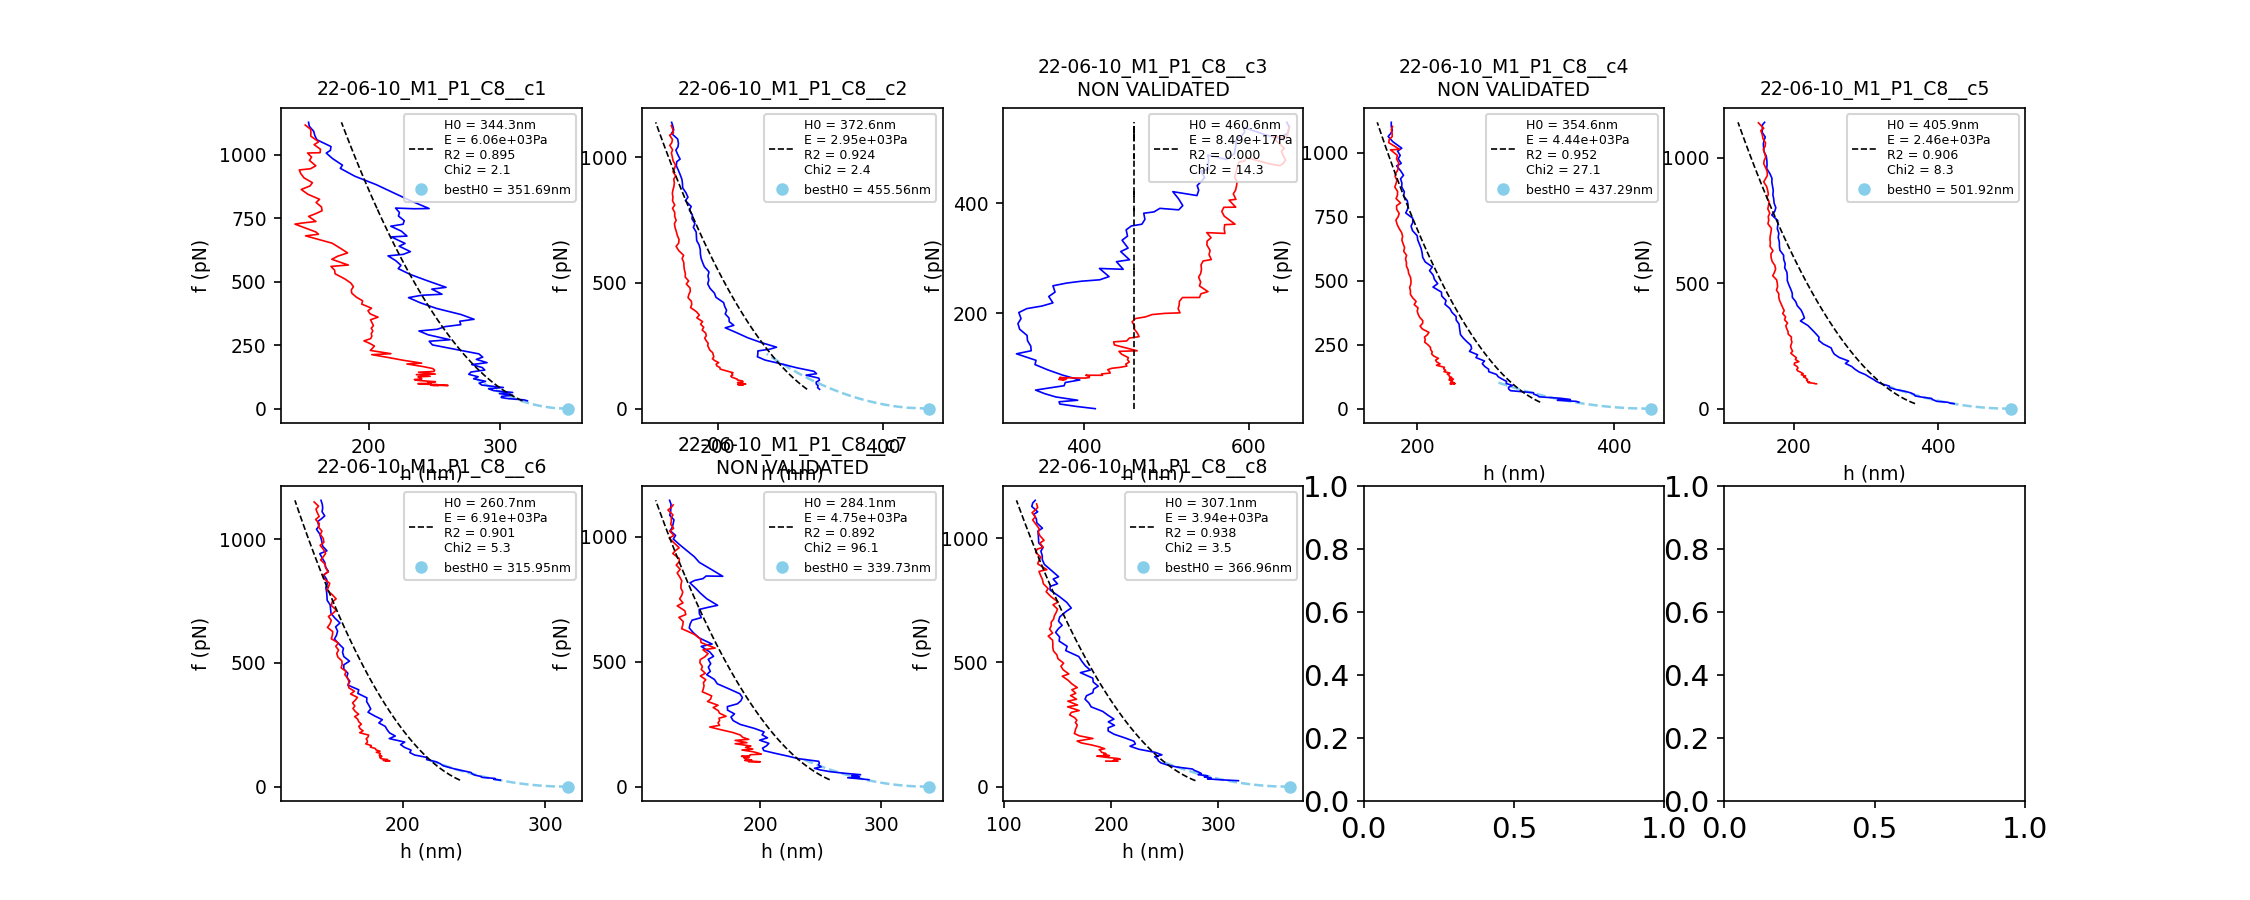 22-06-10_M1_P1_C8__c1
H0 = 344.3nm
E = 6.06e+03Pa
R2 = 0.895
Chi2 = 2.1
bestH0 = 351.69nm
1000
750
500
250
0
200
300
f (pN)
h (nm)
22-06-10_M1_P1_C8__c2
H0 = 372.6nm
E = 2.95e+03Pa
R2 = 0.924
Chi2 = 2.4
bestH0 = 455.56nm
1000
500
0
200
400
f (pN)
h (nm)
22-06-10_M1_P1_C8__c3
NON VALIDATED
H0 = 460.6nm
E = 8.49e+17Pa
R2 = 0.000
Chi2 = 14.3
400
200
400
600
f (pN)
h (nm)
22-06-10_M1_P1_C8__c4
NON VALIDATED
H0 = 354.6nm
E = 4.44e+03Pa
R2 = 0.952
Chi2 = 27.1
bestH0 = 437.29nm
1000
750
500
250
0
200
400
f (pN)
h (nm)
22-06-10_M1_P1_C8__c5
H0 = 405.9nm
E = 2.46e+03Pa
R2 = 0.906
Chi2 = 8.3
bestH0 = 501.92nm
1000
500
0
200
400
f (pN)
h (nm)
22-06-10_M1_P1_C8__c6
H0 = 260.7nm
E = 6.91e+03Pa
R2 = 0.901
Chi2 = 5.3
bestH0 = 315.95nm
1000
500
0
200
300
f (pN)
h (nm)
22-06-10_M1_P1_C8__c7
NON VALIDATED
H0 = 284.1nm
E = 4.75e+03Pa
R2 = 0.892
Chi2 = 96.1
bestH0 = 339.73nm
1000
500
0
200
300
f (pN)
h (nm)
22-06-10_M1_P1_C8__c8
H0 = 307.1nm
E = 3.94e+03Pa
R2 = 0.938
Chi2 = 3.5
bestH0 = 366.96nm
1000
500
0
100
200
300
f (pN)
h (nm)
1.0
0.8
0.6
0.4
0.2
0.0
0.0
0.5
1.0
1.0
0.8
0.6
0.4
0.2
0.0
0.0
0.5
1.0